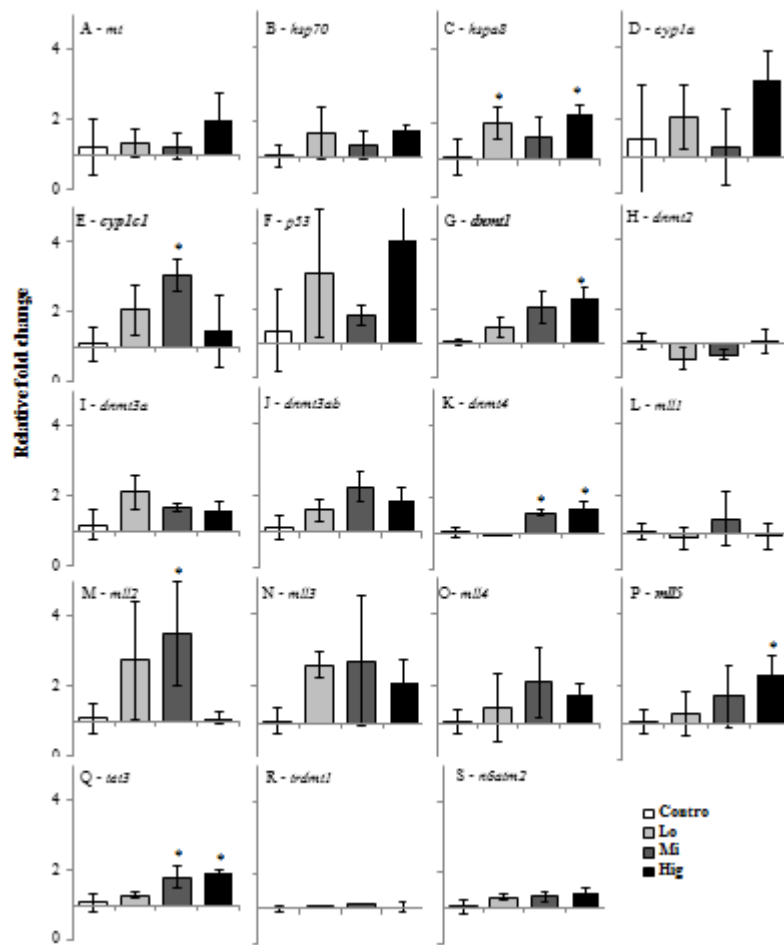 A - mt
B - hsp70
C - hspa8
D - cyp1a
4
2
0
E - cyp1c1
F - p53
G - dnmt1
H - dnmt2
4
2
0
Relative fold change
I - dnmt3a
J - dnmt3ab
K - dnmt4
L - mll1
4
2
0
M - mll2
N - mll3
O - mll4
P - mll5
4
2
0
Q - tet3
R - trdmt1
S - n6atm2
4
2
0
Contro
Lo
Mi
Hig